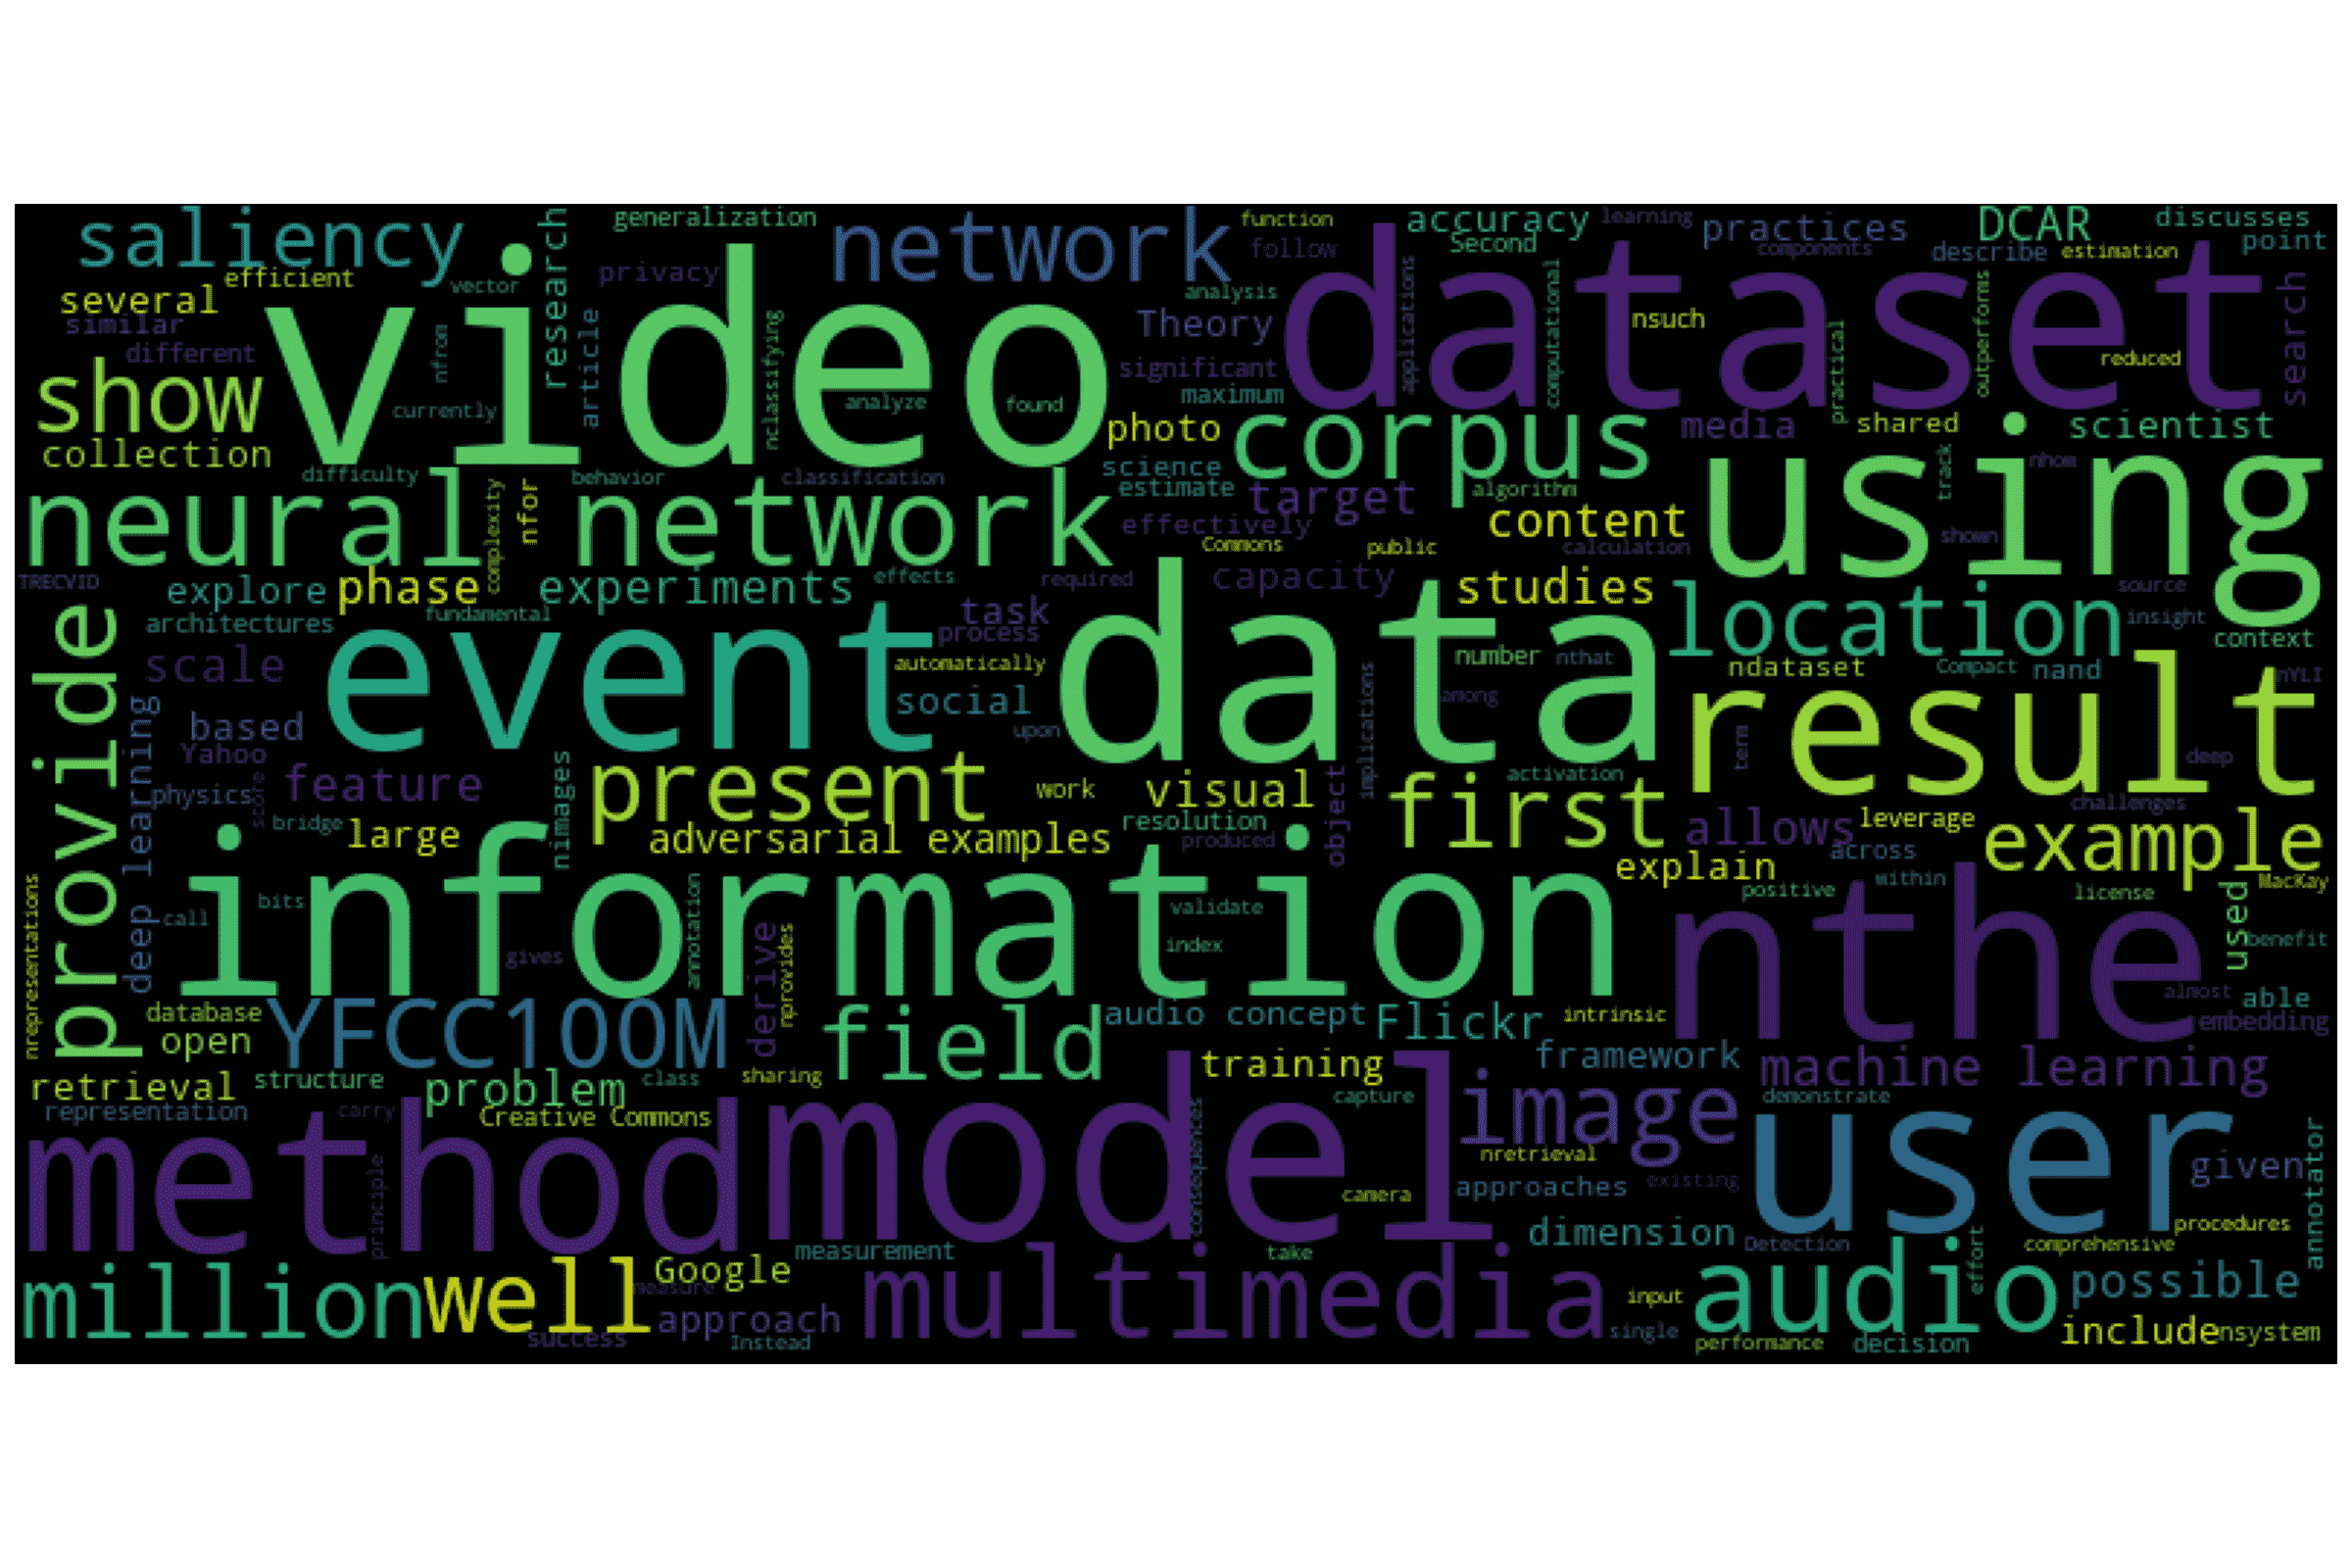 saliency
generalization
network
function
accuracy
learning
practices
DCAR
discusses
efficient
research
privacy
follow
Second
components
describe
estimation
point
several
vector
video
analysis
dataset
search
similar
nfron
article
Theory
applications
computational
nsuch
practical
outperforms
reduced
different
nclassifying
significant
show
currently
analyze
found
maximum
collection
photo
corpus
media
shared
scientist
difficulty
behavior
classification
science
using
track
nhow
neural network
complexity
nfor
estimate
target
algorithm
content
effectively
Commons
public
calculation
shown
TRECVID
explore
phase
experiments
effects
required
capacity
studies
location
source
architectures
fundamental
task
process
insight
context
provide
event
data
scale
automatically
number
nthat
ndataset
Compact
nand
nYLI
deep learning
based
social
among
implications
result
Yahoo
upon
term
deep
physics
feature
nimages
present
work
visual
object
activation
first
challenges
score
bridge
large
adversarial examples
resolution
produced
allows
leverage
example
information
explain
across
nrepresentations
call
bits
annotation
derive
nprovides
validate
positive
within
license
MacKay
gives
index
nthe
used
benefit
almost
able
embedding
database
open
YFCC100M
field
audio concept
Flickr
intrinsic
retrieval
structure
problem
class
sharing
training
framework
machine learning
representation
carry
Creative Commons
model
consequences
capture
image
demonstrate
method
principle
nretrieval
user
annotator
given
camera
approaches
existing
million
well
Google
measurement
take
dimension
Detection
effort
comprehensive
procedures
measure
approach
multimedia
input
audio
possible
success
Instead
single
performance
decision
include
nsystem